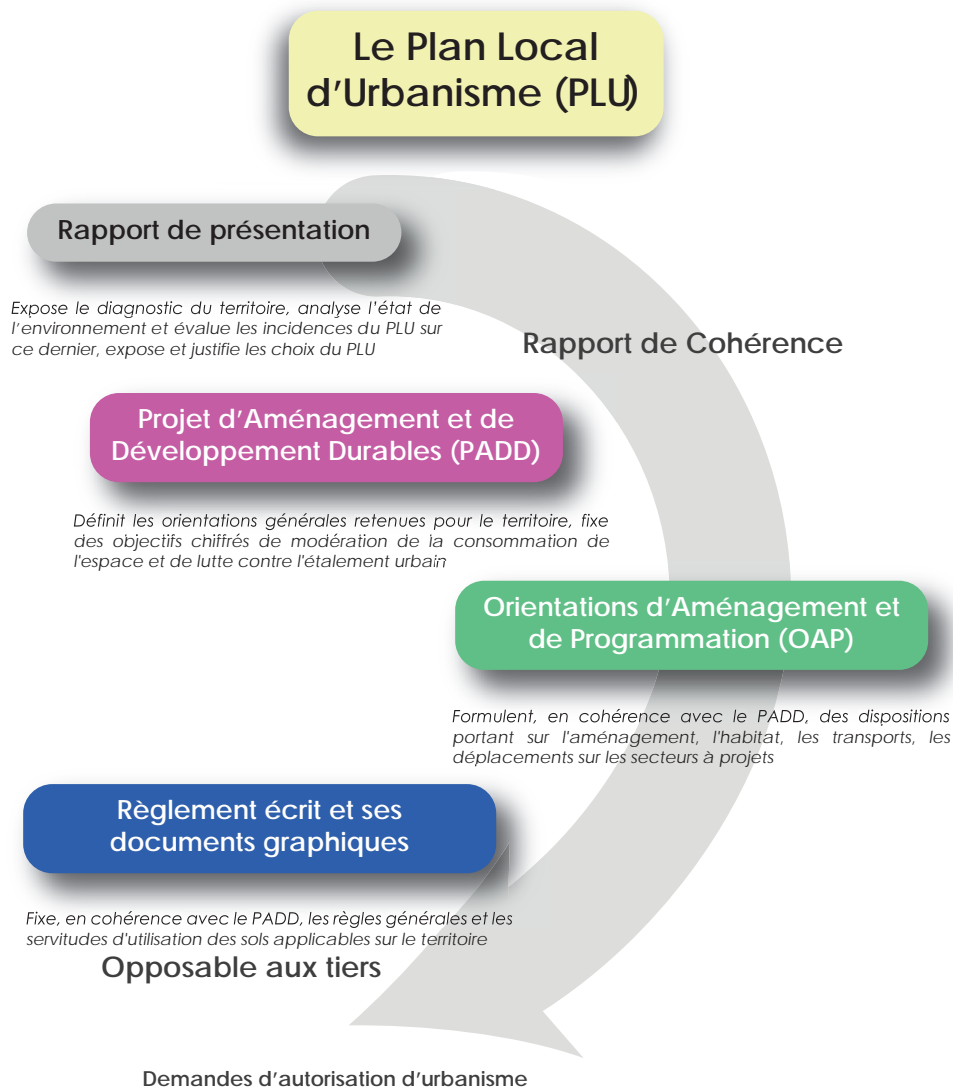 Le Plan Local
d'Urbanisme (PLU)
Rapport de présentation
Expose le diagnostic du territoire, analyse l'état de
l'environnement et évalue les incidences du PLU sur
ce dernier, expose et justifie les choix du PLU
Rapport de Cohérence
Projet d'Aménagement et de
Développement Durables (PADD)
Définit les orientations générales retenues pour le territoire, fixe
des objectifs chiffrés de modération de la consommation de
l'espace et de lutte contre l'étalement urbain
Orientations d'Aménagement et
de Programmation (OAP)
Formulent, en cohérence avec le PADD, des dispositions
portant sur l'aménagement, l'habitat, les transports, les
déplacements sur les secteurs à projets
Règlement écrit et ses
documents graphiques
Fixe, en cohérence avec le PADD, les règles générales et les
servitudes d'utilisation des sols applicables sur le territoire
Opposable aux tiers
Demandes d'autorisation d'urbanisme